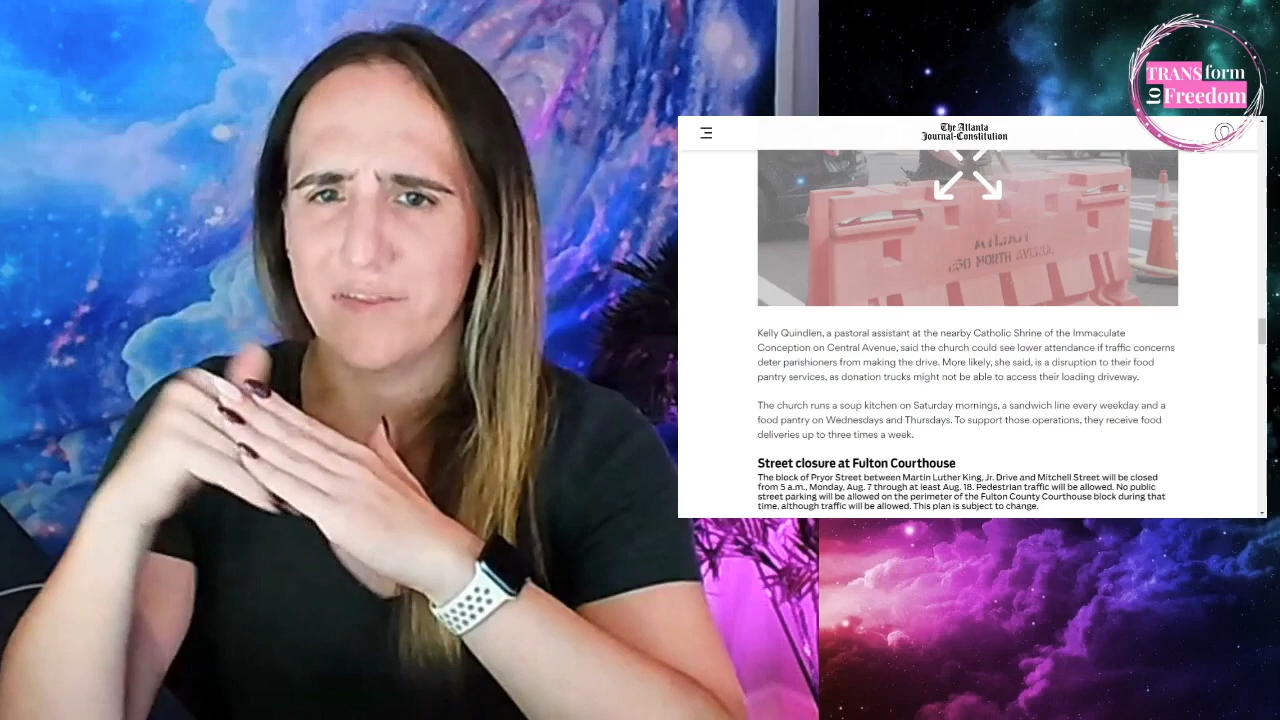 TRANSform
to Freedom
The Atlanta
Journal-Constitution
ATLANTA
650 NORTH AVENUE
Kelly Quindlen, a pastoral assistant at the nearby Catholic Shrine of the Immaculate
Conception on Central Avenue, said the church could see lower attendance if traffic concerns
deter parishioners from making the drive. More likely, she said, is a disruption to their food
pantry services, as donation trucks might not be able to access their loading driveway.
The church runs a soup kitchen on Saturday mornings, a sandwich line every weekday and a
food pantry on Wednesdays and Thursdays. To support those operations, they receive food
deliveries up to three times a week.
Street closure at Fulton Courthouse
The block of Pryor Street between Martin Luther King, Jr. Drive and Mitchell Street will be closed
from 5 a.m., Monday, Aug. 7 through at least Aug. 18. Pedestrian traffic will be allowed. No public
street parking will be allowed on the perimeter of the Fulton County Courthouse block during that
time, although traffic will be allowed. This plan is subject to change.